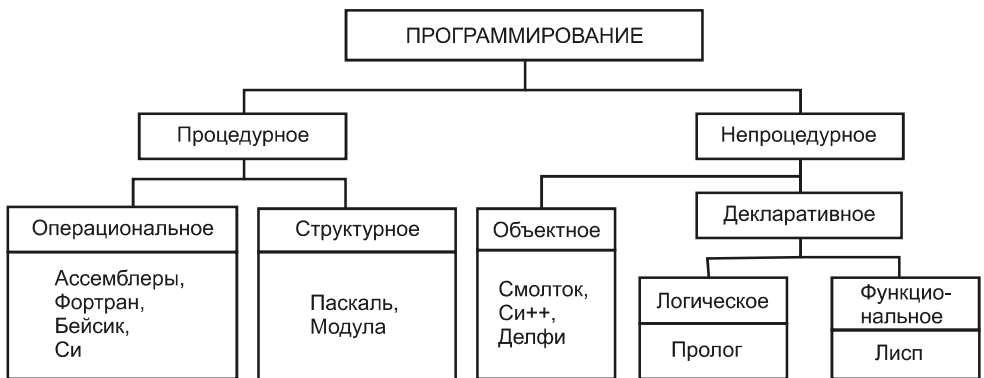 ПРОГРАММИРОВАНИЕ
Процедурное
Непроцедурное
Операциональное
Ассемблеры,
Фортран,
Бейсик,
Си
Структурное
Паскаль,
Модула
Объектное
Смолток,
Си++,
Делфи
Декларативное
Логическое
Пролог
Функцио-
нальное
Лисп